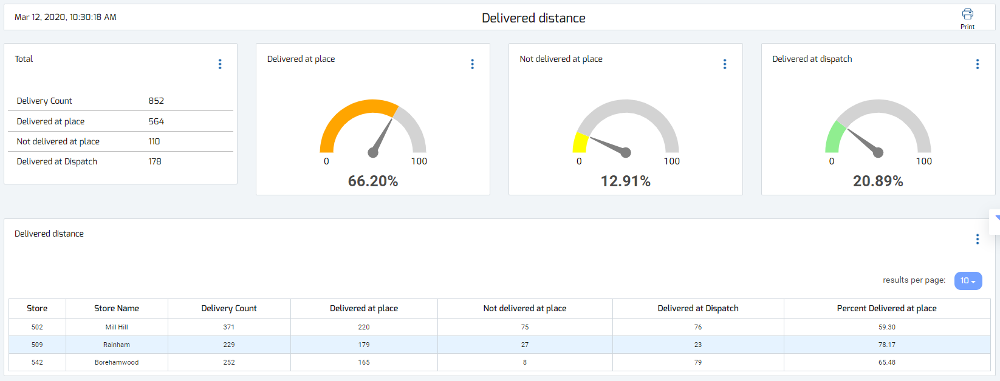 Mar 12, 2020, 10:30:18 AM
Delivered distance
Print
Total
Delivery Count 852
Delivered at place 564
Not delivered at place 110
Delivered at Dispatch 178
Delivered at place
0 100
66.20%
Not delivered at place
0 100
12.91%
Delivered at dispatch
0 100
20.89%
Delivered distance
results per page: 10
Store Store Name Delivery Count Delivered at place Not delivered at place Delivered at Dispatch Percent Delivered at place
502 Mill Hill 371 220 75 76 59.30
509 Rainham 229 179 27 23 78.17
542 Borehamwood 252 165 8 79 65.48